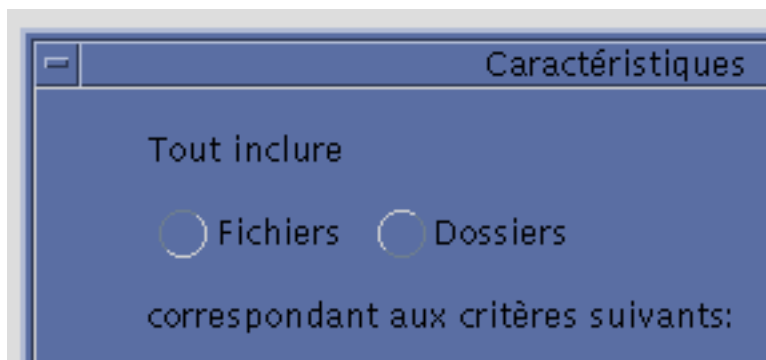 Caractéristiques
Tout inclure
Fichiers Dossiers
correspondant aux critères suivants: